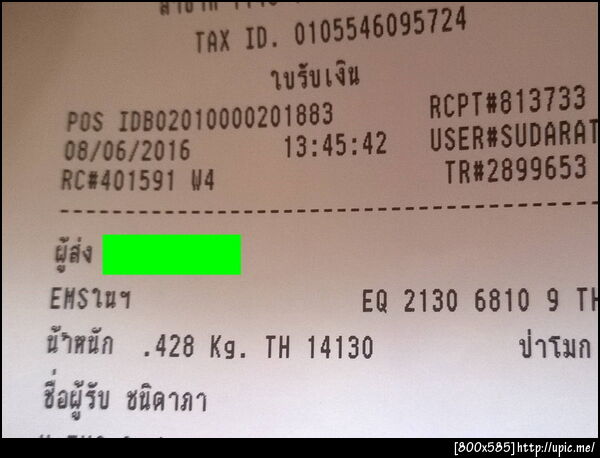 TAX ID. 0105546095724
ใบรับเงิน
POS IDB02010000201883 RCPT#813733
08/06/2016 13:45:42 USER#SUDARAT
RC#401591 W4 TR#2899653
ผู้ส่ง
EMSในฯ EQ 2130 6810 9 TH
น้ำหนัก .428 Kg. TH 14130 ป่าโมก
ชื่อผู้รับ ชนิดาภา
[800x585]http://upic.me/